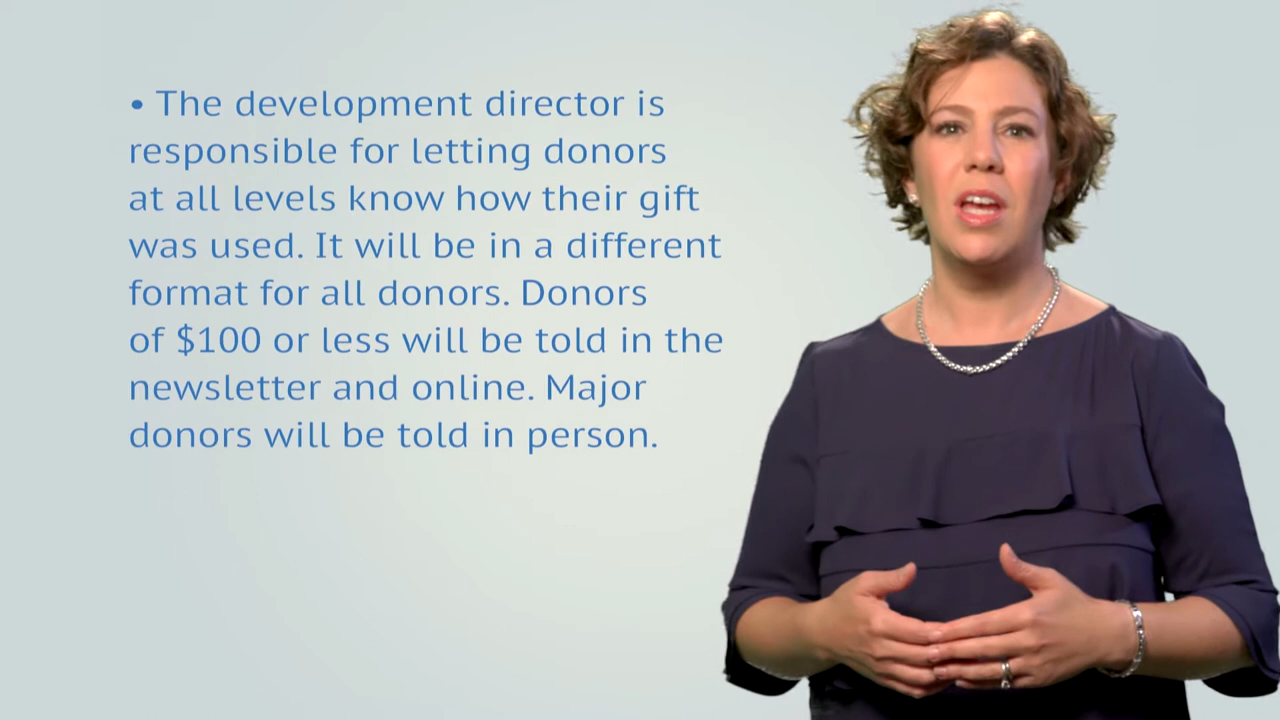 • The development director is
responsible for letting donors
at all levels know how their gift
was used. It will be in a different
format for all donors. Donors
of $100 or less will be told in the
newsletter and online. Major
donors will be told in person.